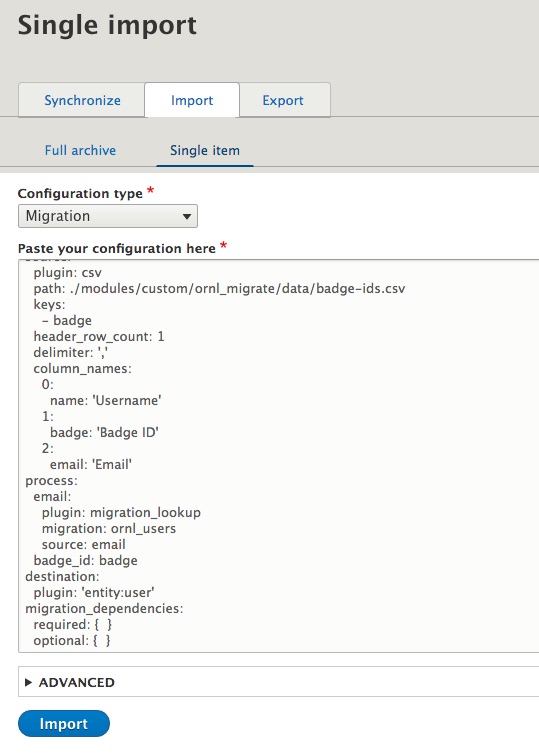 Single import
Synchronize
Import
Export
Full archive
Single item
Configuration type *
Migration
Paste your configuration here *
plugin: csv
path: ./modules/custom/ornl_migrate/data/badge-ids.csv
keys:
- badge
header_row_count: 1
delimiter: ','
column_names:
0:
name: 'Username'
1:
badge: 'Badge ID'
2:
email: 'Email'
process:
email:
plugin: migration_lookup
migration: ornl_users
source: email
badge_id: badge
destination:
plugin: 'entity:user'
migration_dependencies:
required: { }
optional: { }
ADVANCED
Import